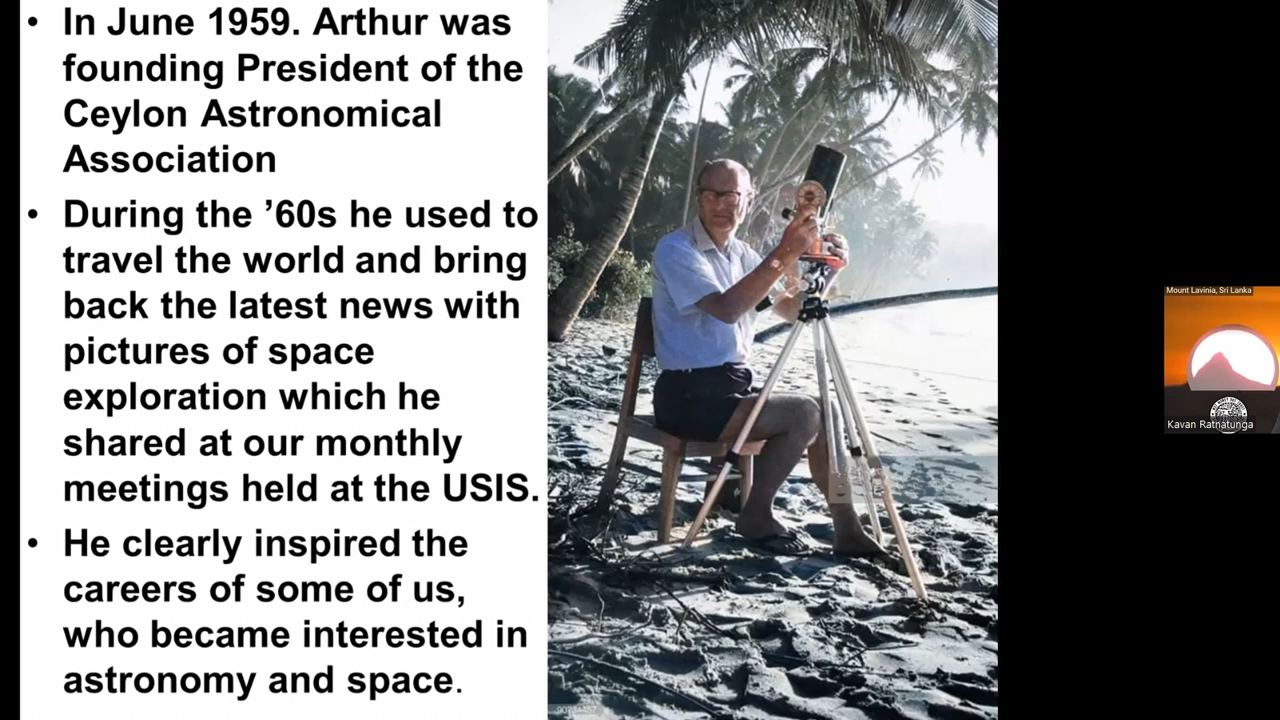 • In June 1959. Arthur was
founding President of the
Ceylon Astronomical
Association
• During the ’60s he used to
travel the world and bring
back the latest news with
pictures of space
exploration which he
shared at our monthly
meetings held at the USIS.
• He clearly inspired the
careers of some of us,
who became interested in
astronomy and space.
Mount Lavinia, Sri Lanka
Kavan Ratnatunga